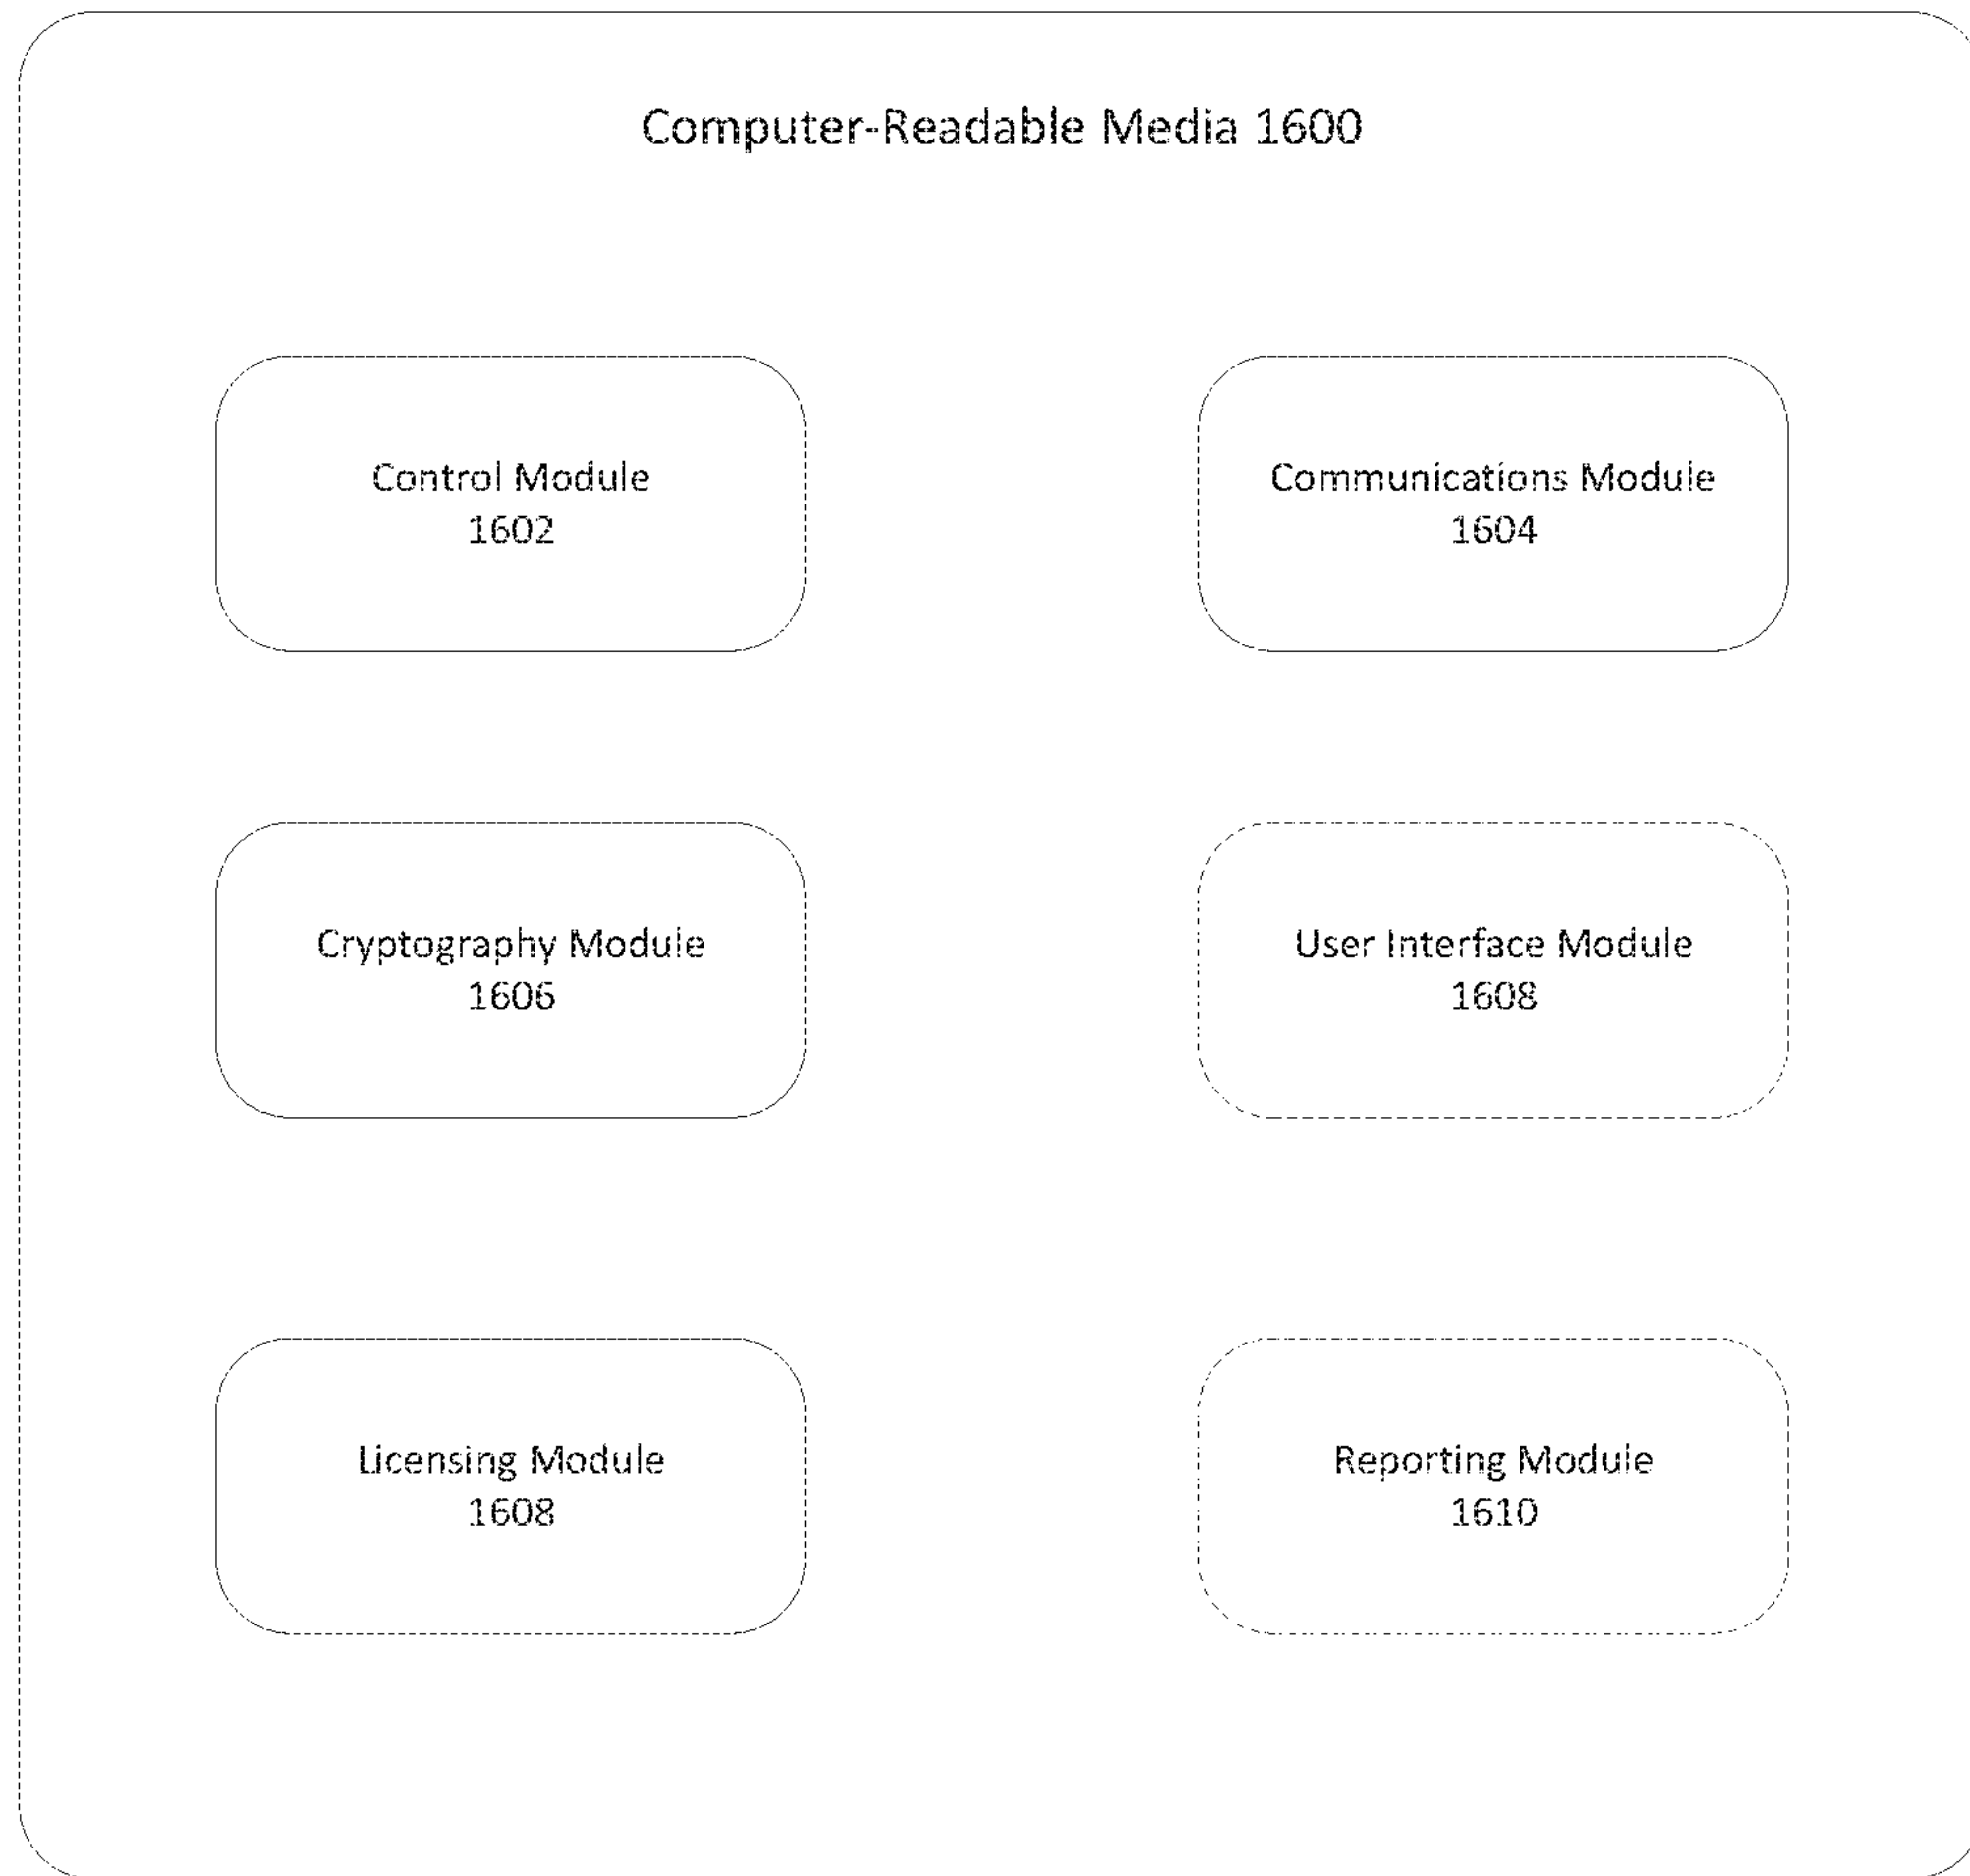 Computer-Readable Media 1600
Control Module
1602
Communications Module
1604
Cryptography Module
1606
User Interface Module
1608
Licensing Module
1608
Reporting Module
1610